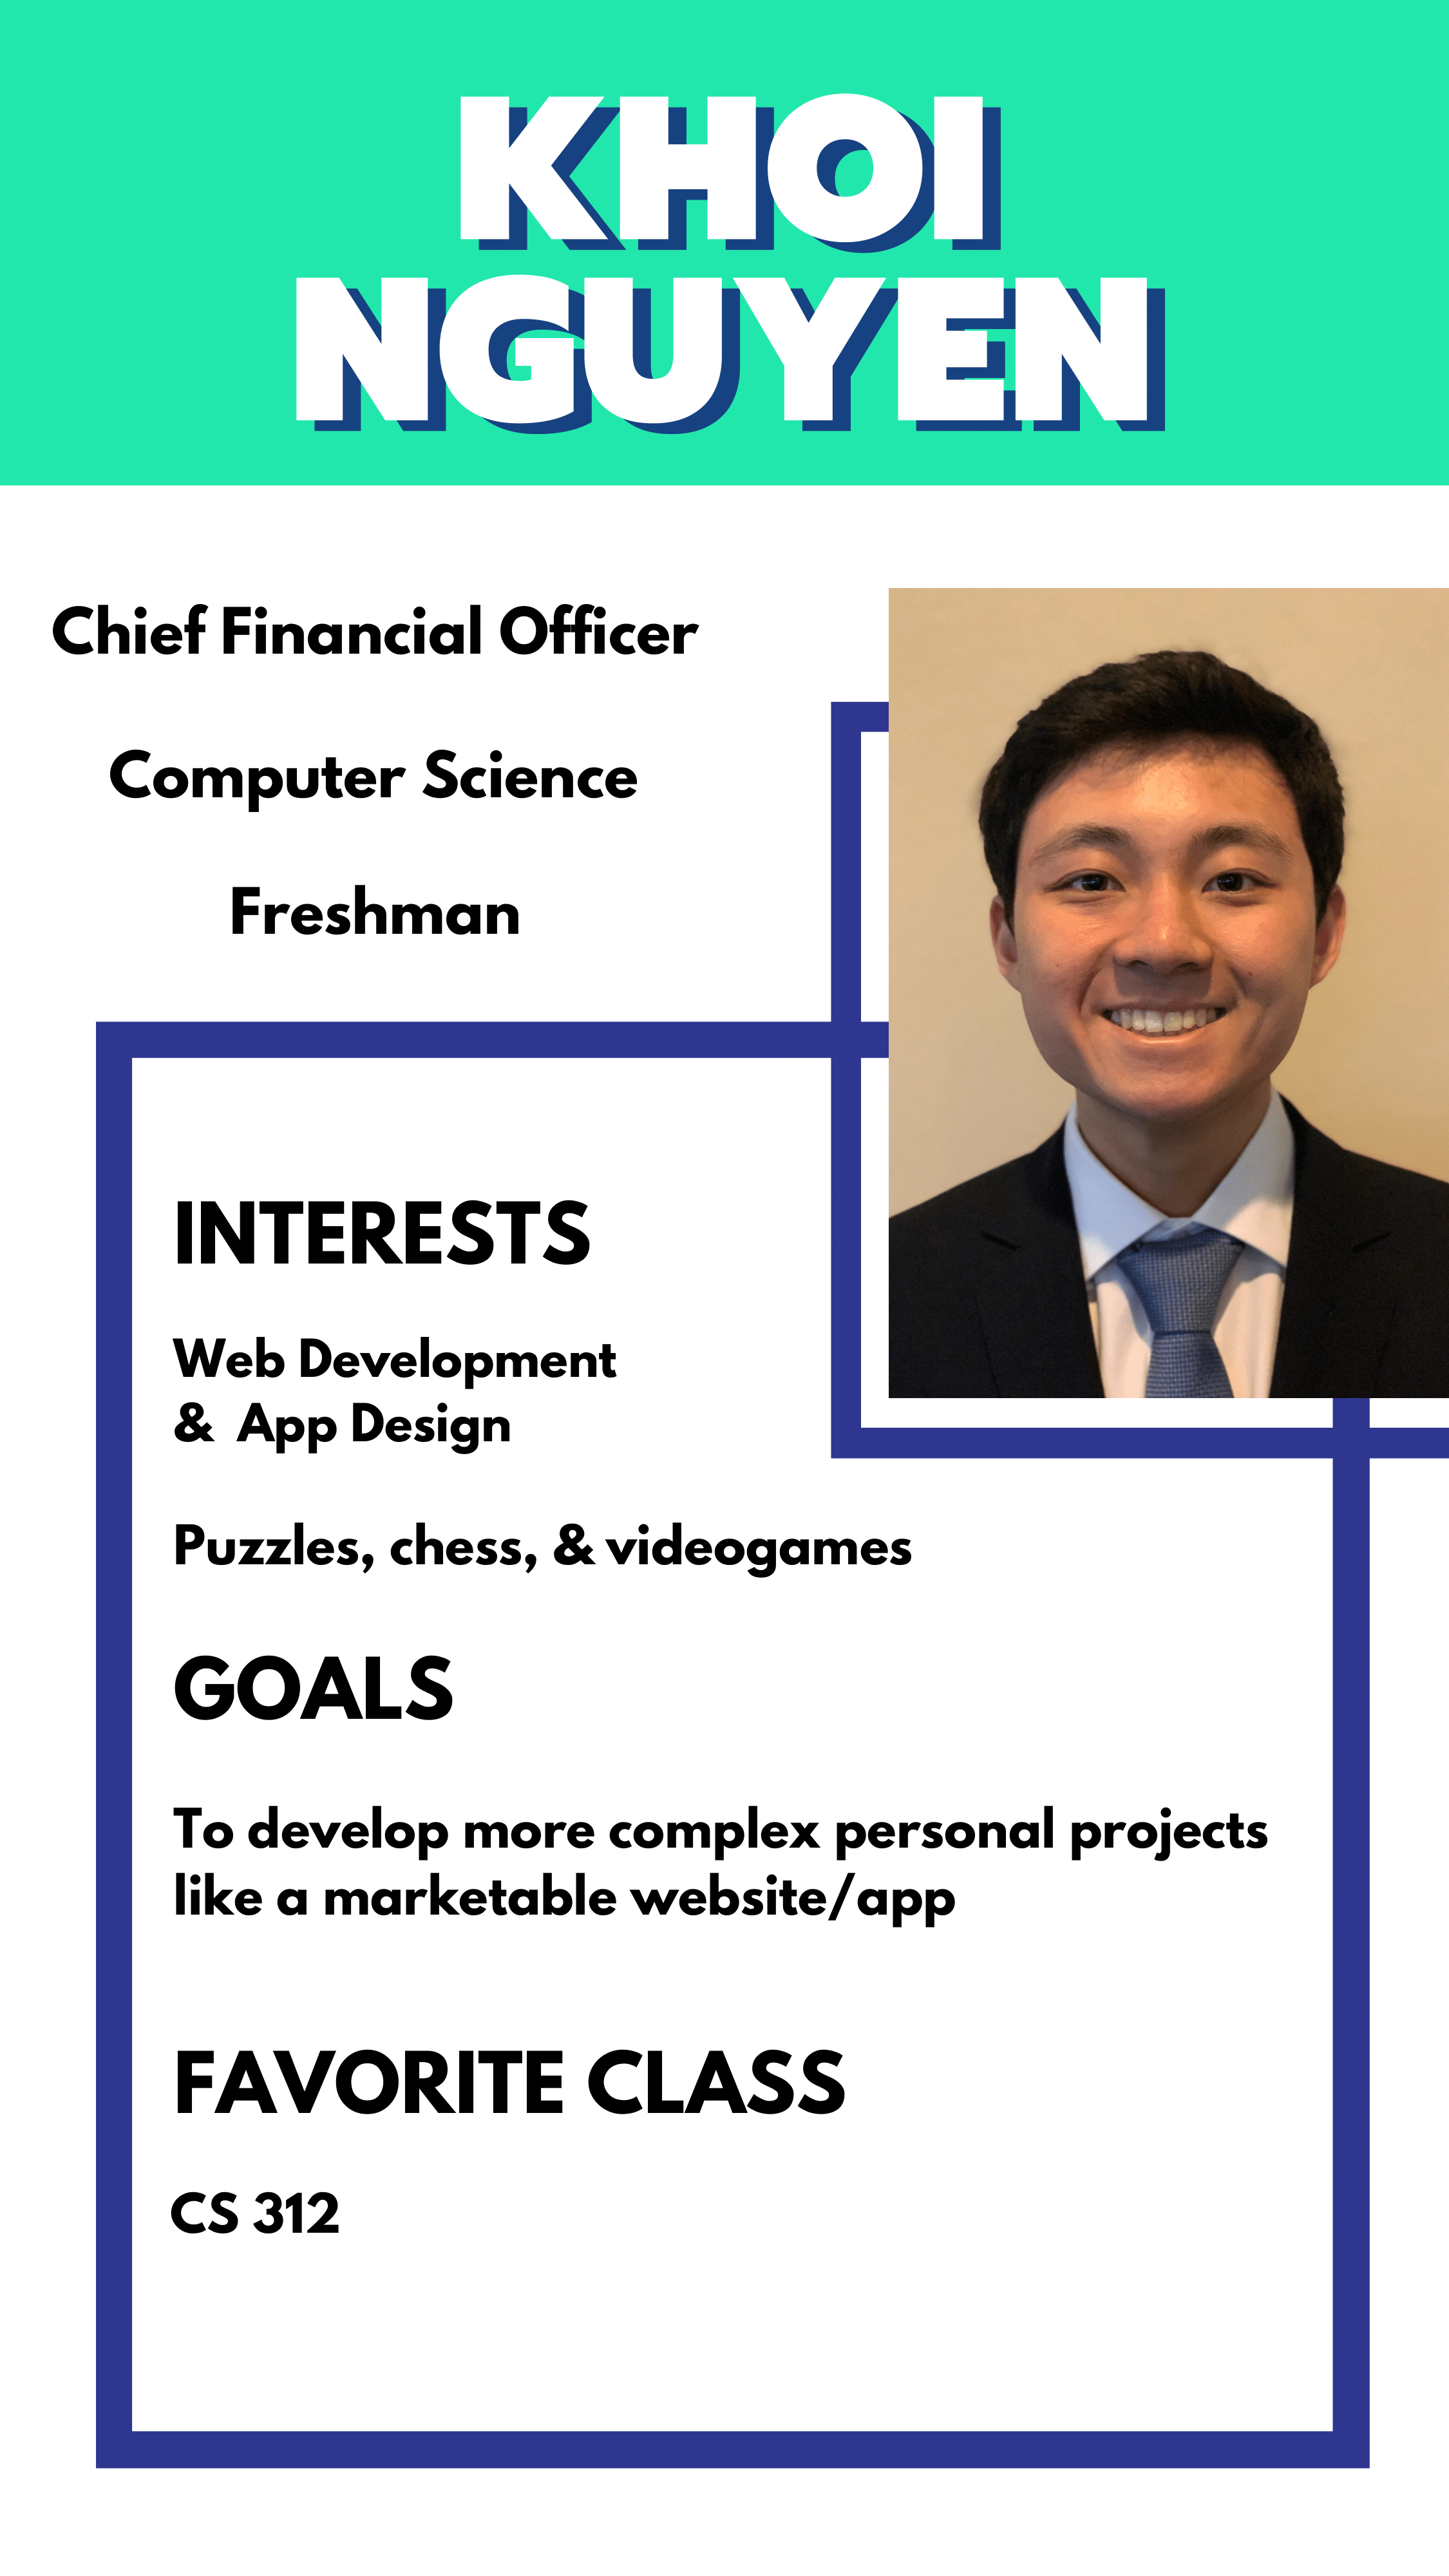 KHOI
NGUYEN
Chief Financial Officer
Computer Science
Freshman
INTERESTS
Web Development
& App Design
Puzzles, chess, & videogames
GOALS
To develop more complex personal projects
like a marketable website/app
FAVORITE CLASS
CS 312